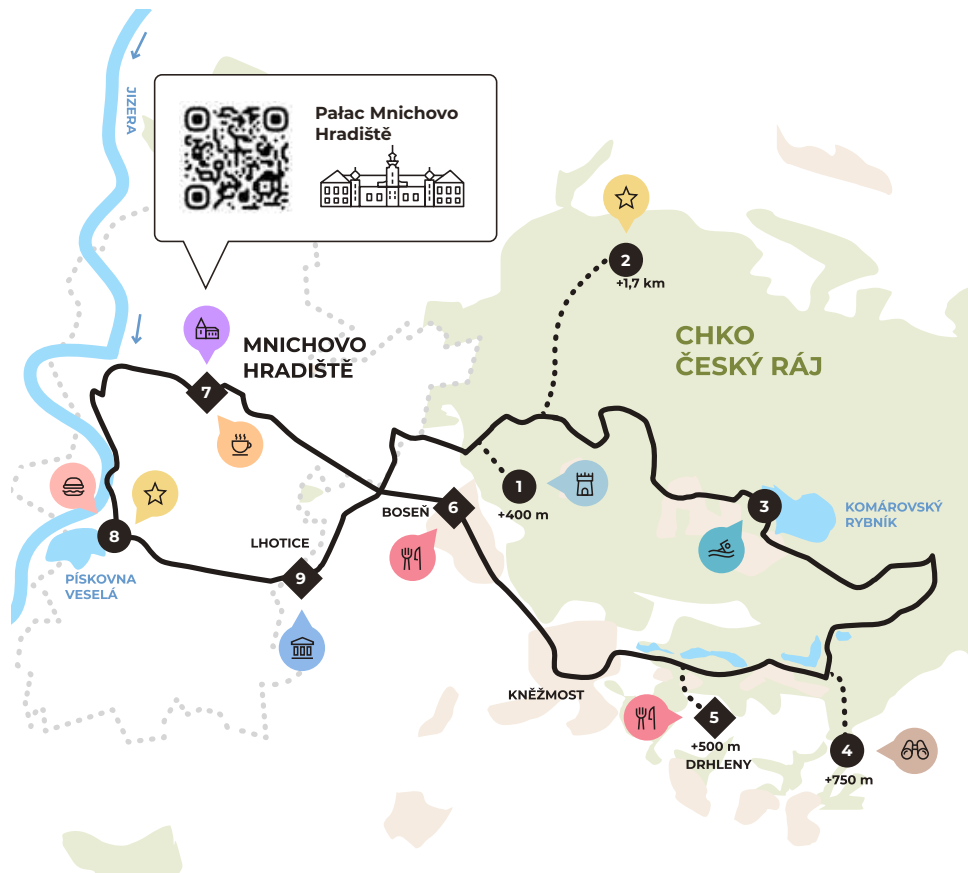 JIZERA
Pałac Mnichovo
Hradiště
2
+1,7 km
CHKO
ČESKÝ RÁJ
MNICHOVO
HRADIŠTĚ
7
1
+400 m
6
BOSEŇ
3
KOMÁROVSKÝ
RYBNÍK
8
LHOTICE
9
PÍSKOVNA
VESELÁ
KNĚŽMOST
5
+500 m
DRHLENY
4
+750 m